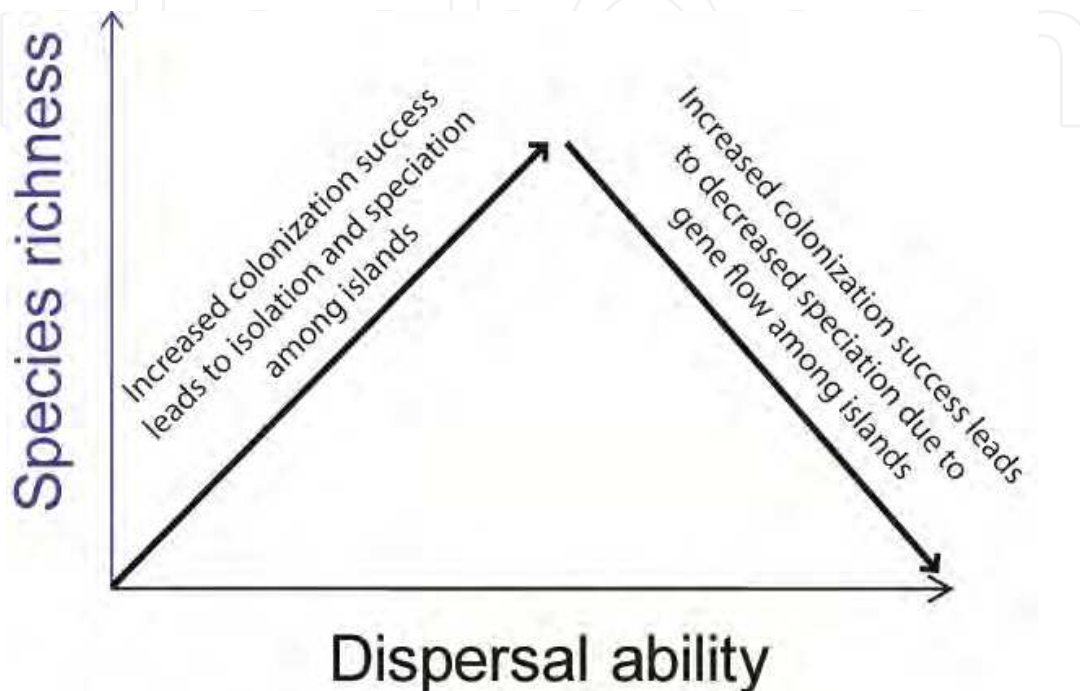 Species richness
Increased colonization success
leads to isolation and speciation
among islands
Increased colonization success leads
to decreased speciation due to
gene flow among islands
Dispersal ability